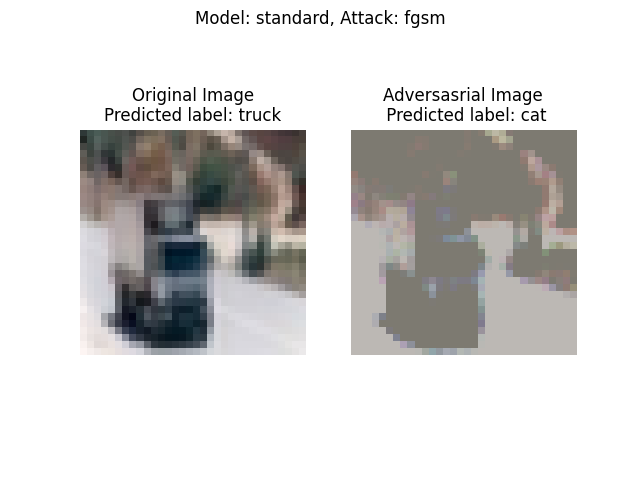 Model: standard, Attack: fgsm
Original Image
Predicted label: truck
Adversasrial Image
Predicted label: cat